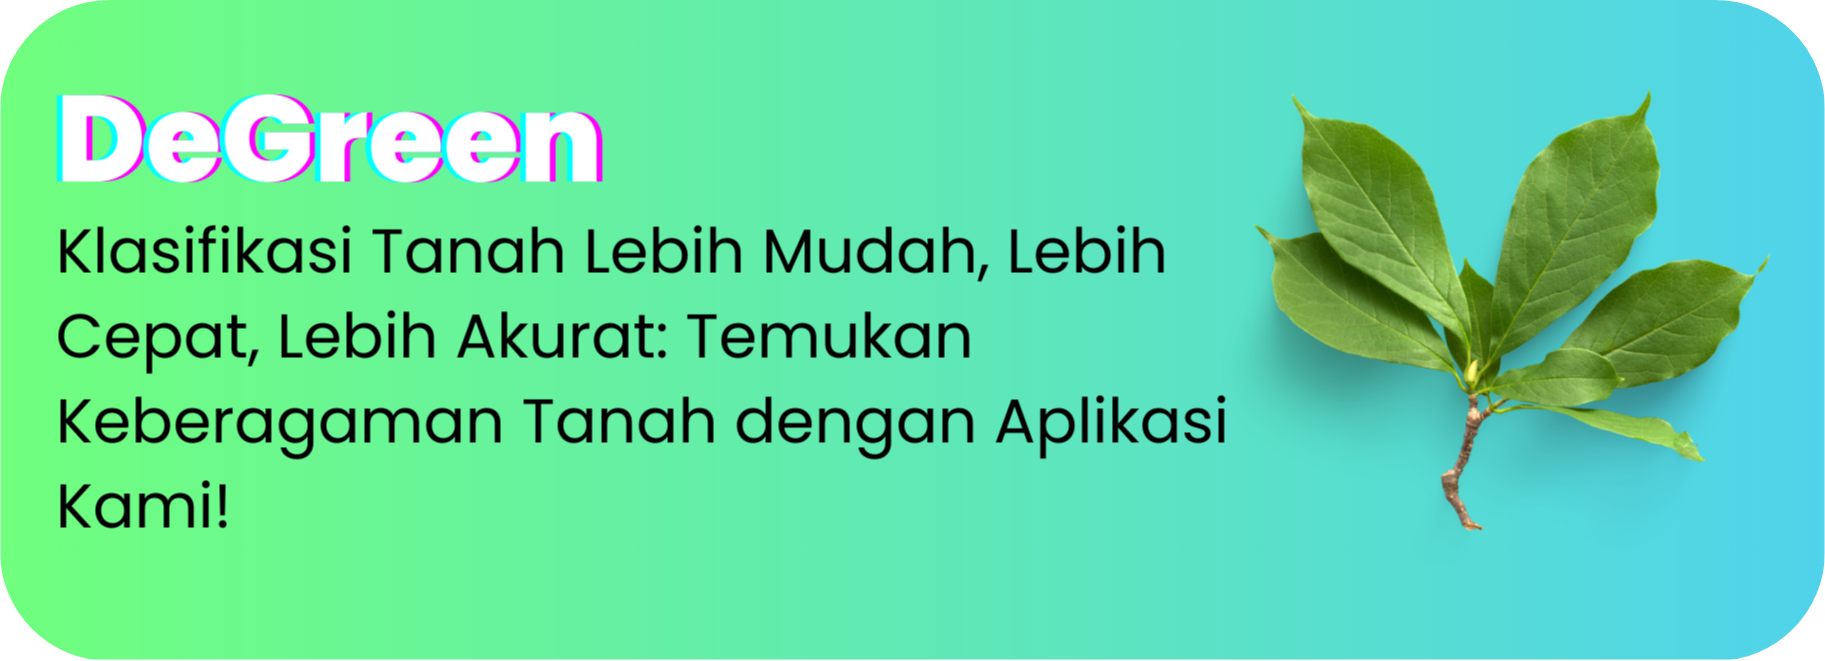 DeGreen
Klasifikasi Tanah Lebih Mudah, Lebih
Cepat, Lebih Akurat: Temukan
Keberagaman Tanah dengan Aplikasi
Kami!